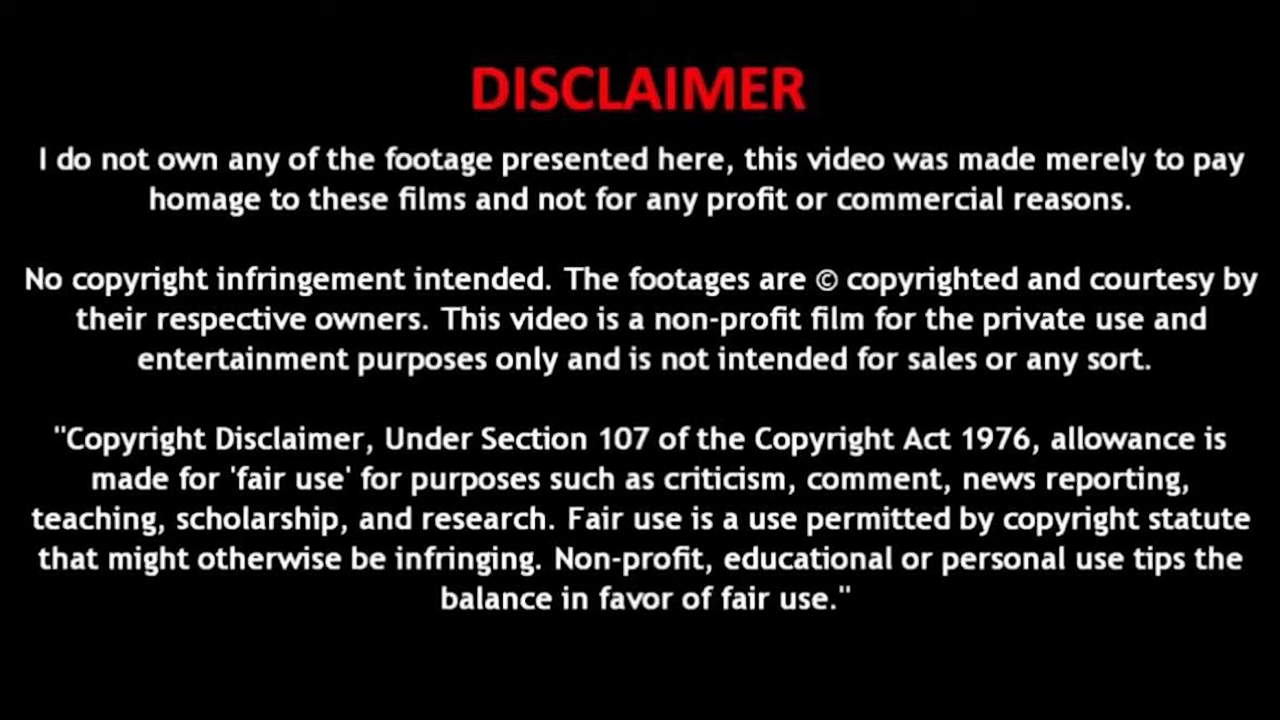 DISCLAIMER
I do not own any of the footage presented here, this video was made merely to pay
homage to these films and not for any profit or commercial reasons.
No copyright infringement intended. The footages are © copyrighted and courtesy by
their respective owners. This video is a non-profit film for the private use and
entertainment purposes only and is not intended for sales or any sort.
"Copyright Disclaimer, Under Section 107 of the Copyright Act 1976, allowance is
made for 'fair use' for purposes such as criticism, comment, news reporting,
teaching, scholarship, and research. Fair use is a use permitted by copyright statute
that might otherwise be infringing. Non-profit, educational or personal use tips the
balance in favor of fair use."